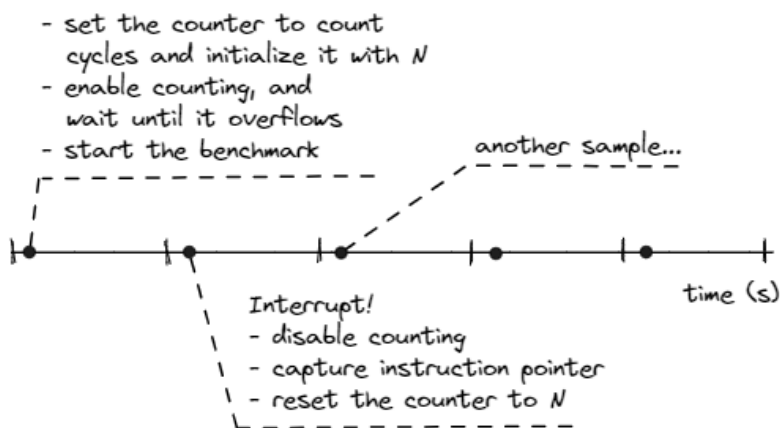 - set the counter to count
cycles and initialize it with N
- enable counting, and
wait until it overflows
- start the benchmark
another sample...
time (s)
Interrupt!
- disable counting
- capture instruction pointer
- reset the counter to N